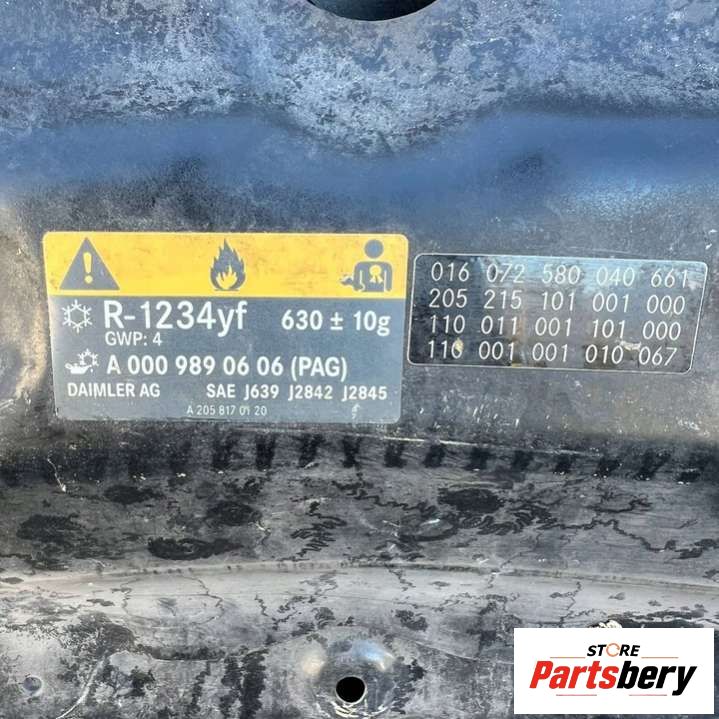 R-1234yf 630 ± 10g
GWP: 4
A 000 989 06 06 (PAG)
DAIMLER AG SAE J639 J2842 J2845
A 205 817 01 20
016 072 580 040 661
205 215 101 001 000
110 011 001 101 000
110 001 001 010 067
STORE
Partsbery